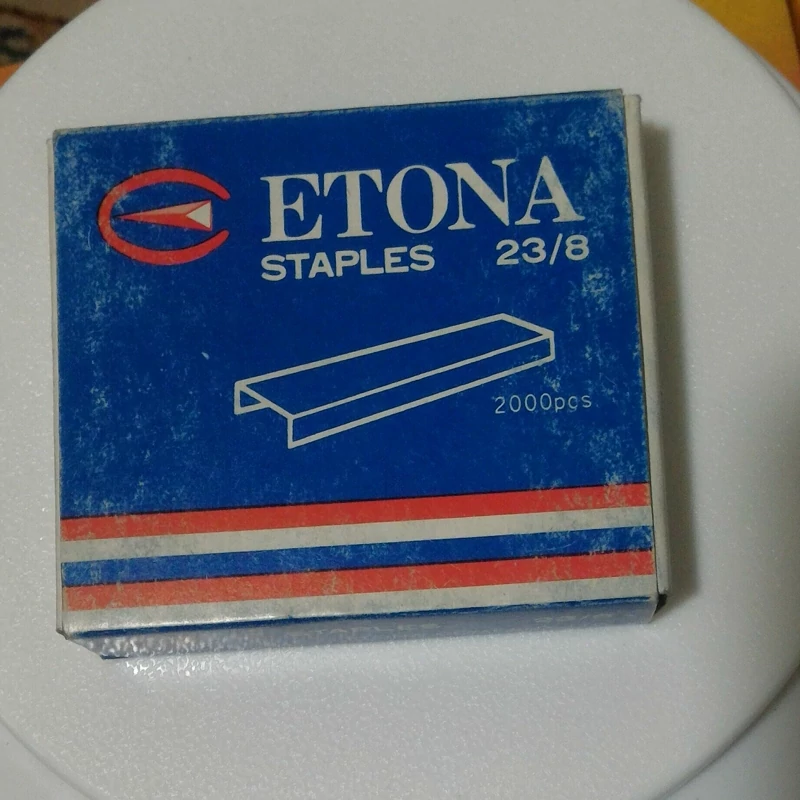 ETONA
STAPLES 23/8
2000pcs